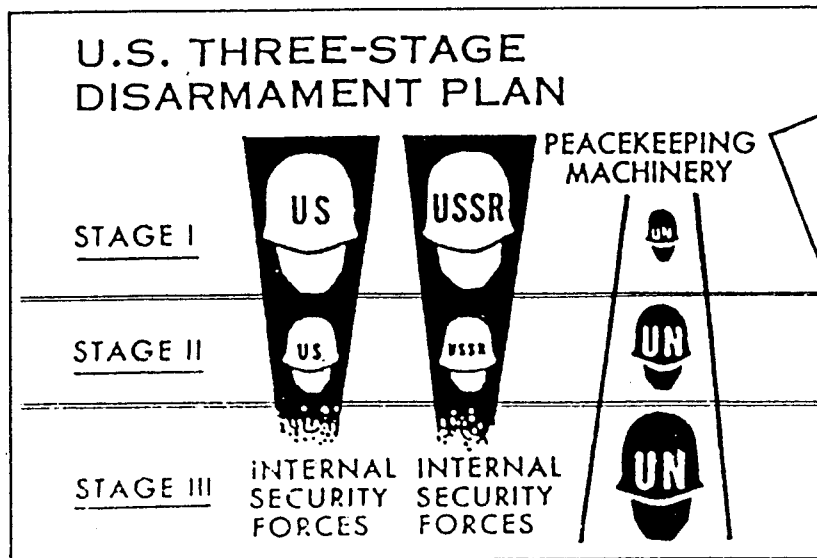 U.S. THREE-STAGE
DISARMAMENT PLAN
PEACEKEEPING
MACHINERY
STAGE I
US
USSR
UN
STAGE II
US
USSR
UN
STAGE III
INTERNAL
SECURITY
FORCES
INTERNAL
SECURITY
FORCES
UN